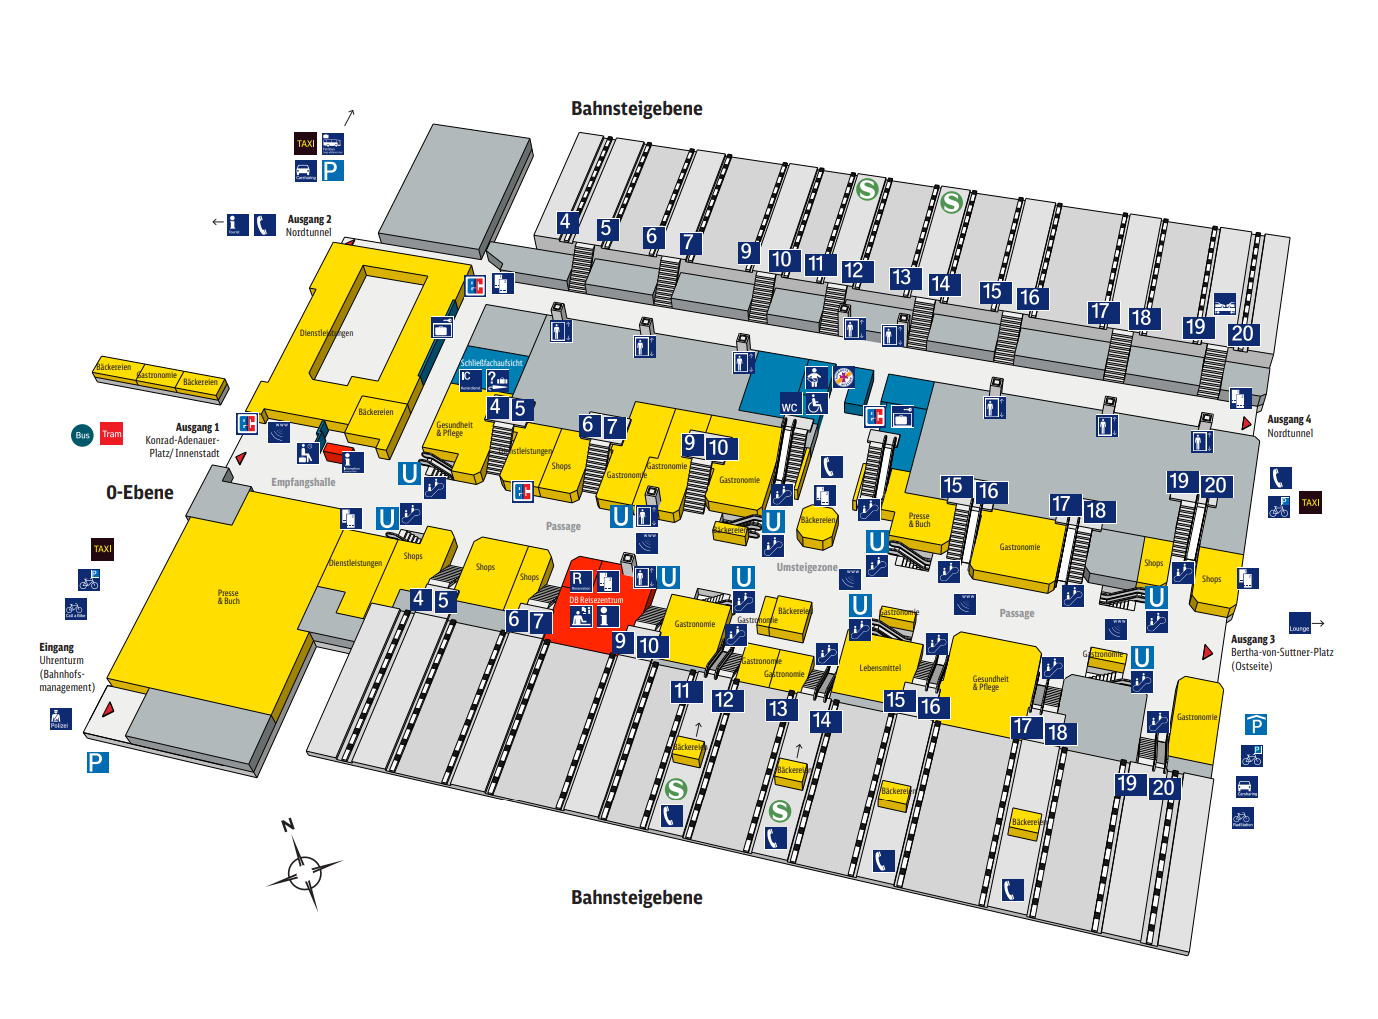 Bahnsteigebene
TAXI
P
Ausgang 2
Nordtunnel
4
5
6
7
9
10
11
12
13
14
15
16
17
18
19
20
S
S
Dienstleistungen
EC
Schließfachaufsicht
WC
EC
Bäckereien
Gastronomie
Bäckereien
Bäckereien
EC
Gesundheit
& Pflege
4
5
6
7
9
10
Dienstleistungen
Shops
Gastronomie
Gastronomie
Gastronomie
EC
Bus
Tram
Ausgang 1
Konrad-Adenauer-
Platz/ Innenstadt
Empfangshalle
0-Ebene
U
U
U
U
Passage
Bäckereien
Bäckereien
Presse
& Buch
15
16
17
18
19
20
Ausgang 4
Nordtunnel
TAXI
Gastronomie
Shops
Shops
Umsteigezone
U
U
U
U
U
U
Passage
TAXI
Presse
& Buch
Dienstleistungen
Shops
Shops
Shops
4
5
6
7
R
DB Reisezentrum
9
10
Gastronomie
Gastronomie
Bäckereien
Gastronomie
Gastronomie
Gastronomie
Lebensmittel
Gesundheit
& Pflege
Gastronomie
Gastronomie
Lounge
Ausgang 3
Bertha-von-Suttner-Platz
(Ostseite)
Eingang
Uhrenturm
(Bahnhofs-
management)
Polizei
P
11
12
13
14
15
16
17
18
19
20
Bäckereien
Bäckereien
Bäckereien
Bäckereien
S
S
P
N
Bahnsteigebene